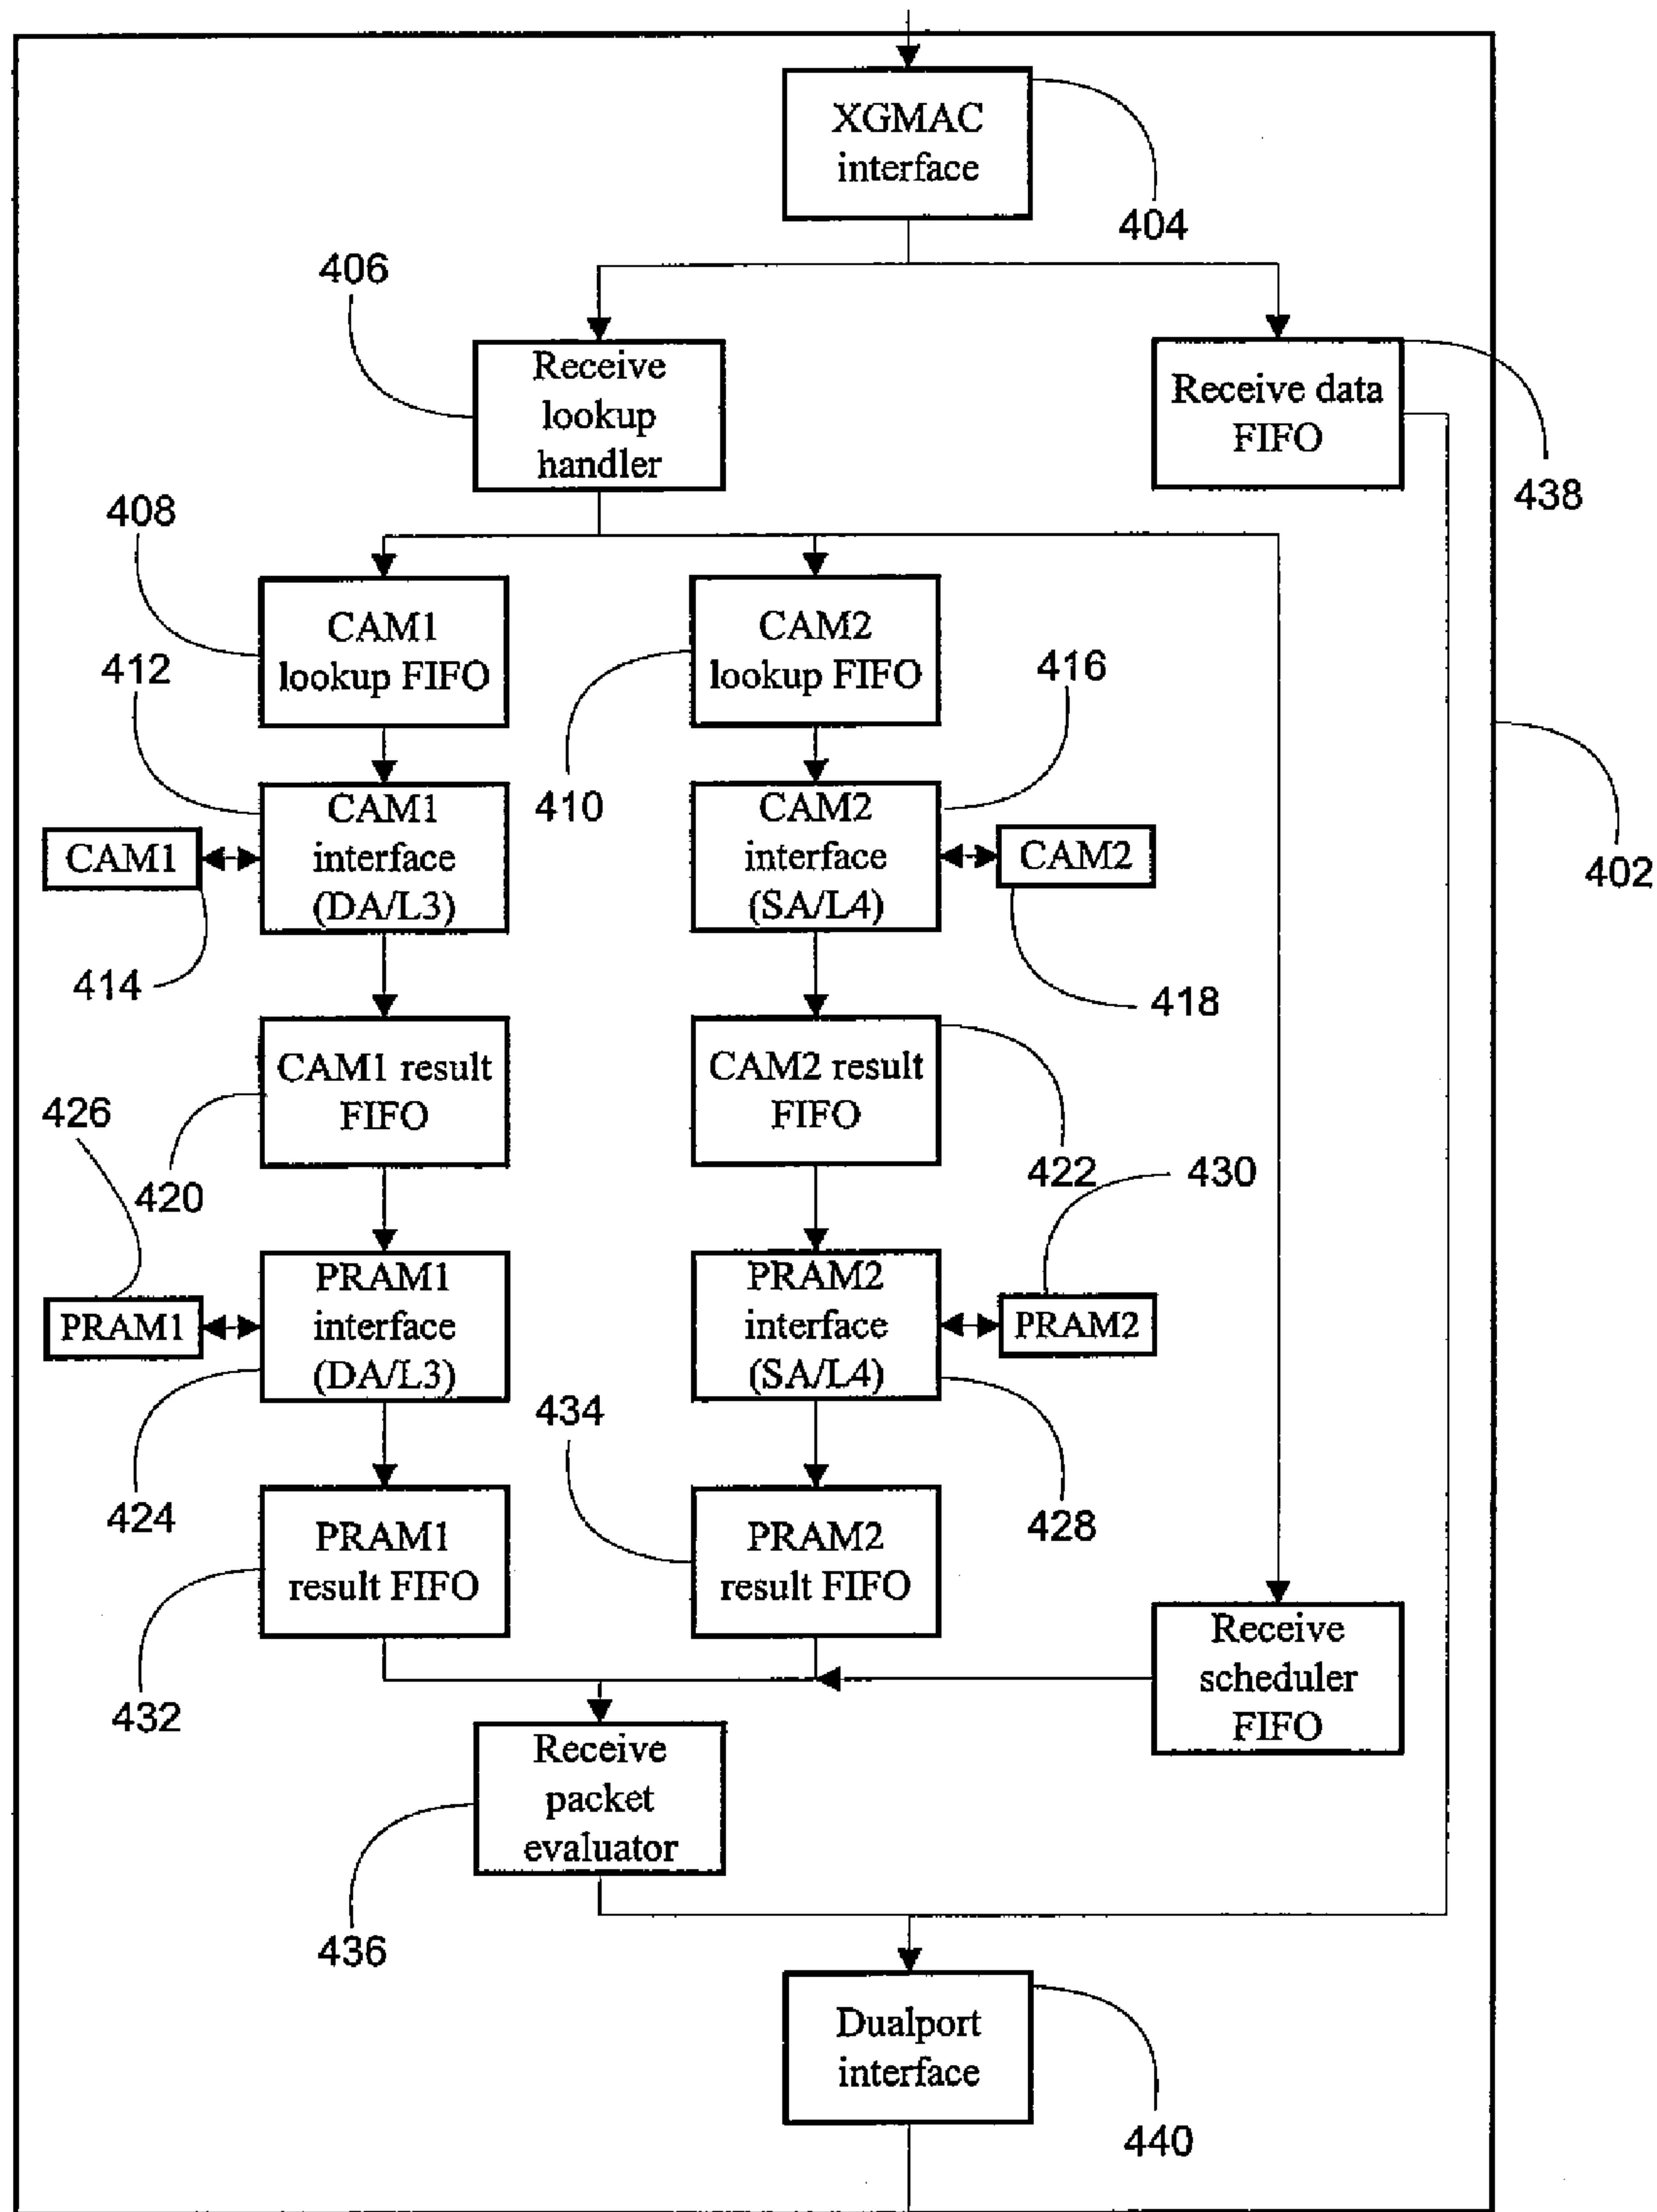 XGMAC
interface
404
406
Receive
lookup
handler
Receive data
FIFO
438
408
CAM1
lookup FIFO
CAM2
lookup FIFO
412
416
410
CAM1
interface
(DA/L3)
CAM2
interface
(SA/L4)
CAM1
CAM2
402
414
418
CAM1 result
FIFO
CAM2 result
FIFO
426
420
422
430
PRAM1
interface
(DA/L3)
PRAM2
interface
(SA/L4)
PRAM1
PRAM2
434
424
428
PRAM1
result FIFO
PRAM2
result FIFO
Receive
scheduler
FIFO
432
Receive
packet
evaluator
436
Dualport
interface
440